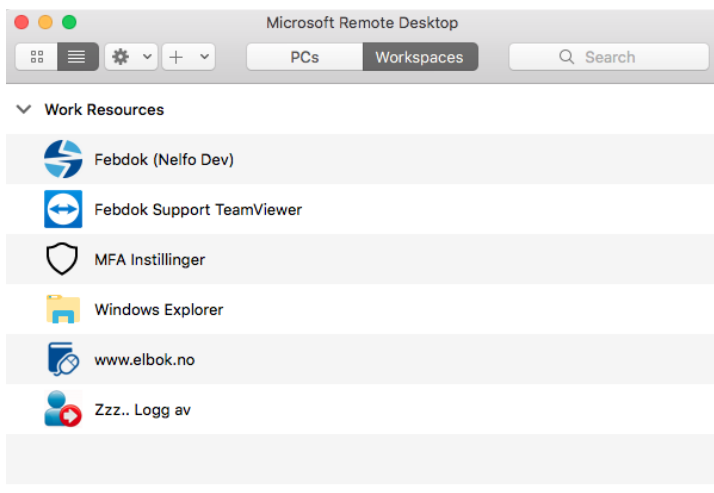 Microsoft Remote Desktop
PCs
Workspaces
Search
Work Resources
Febdok (Nelfo Dev)
Febdok Support TeamViewer
MFA Instillinger
Windows Explorer
www.elbok.no
Zzz.. Logg av